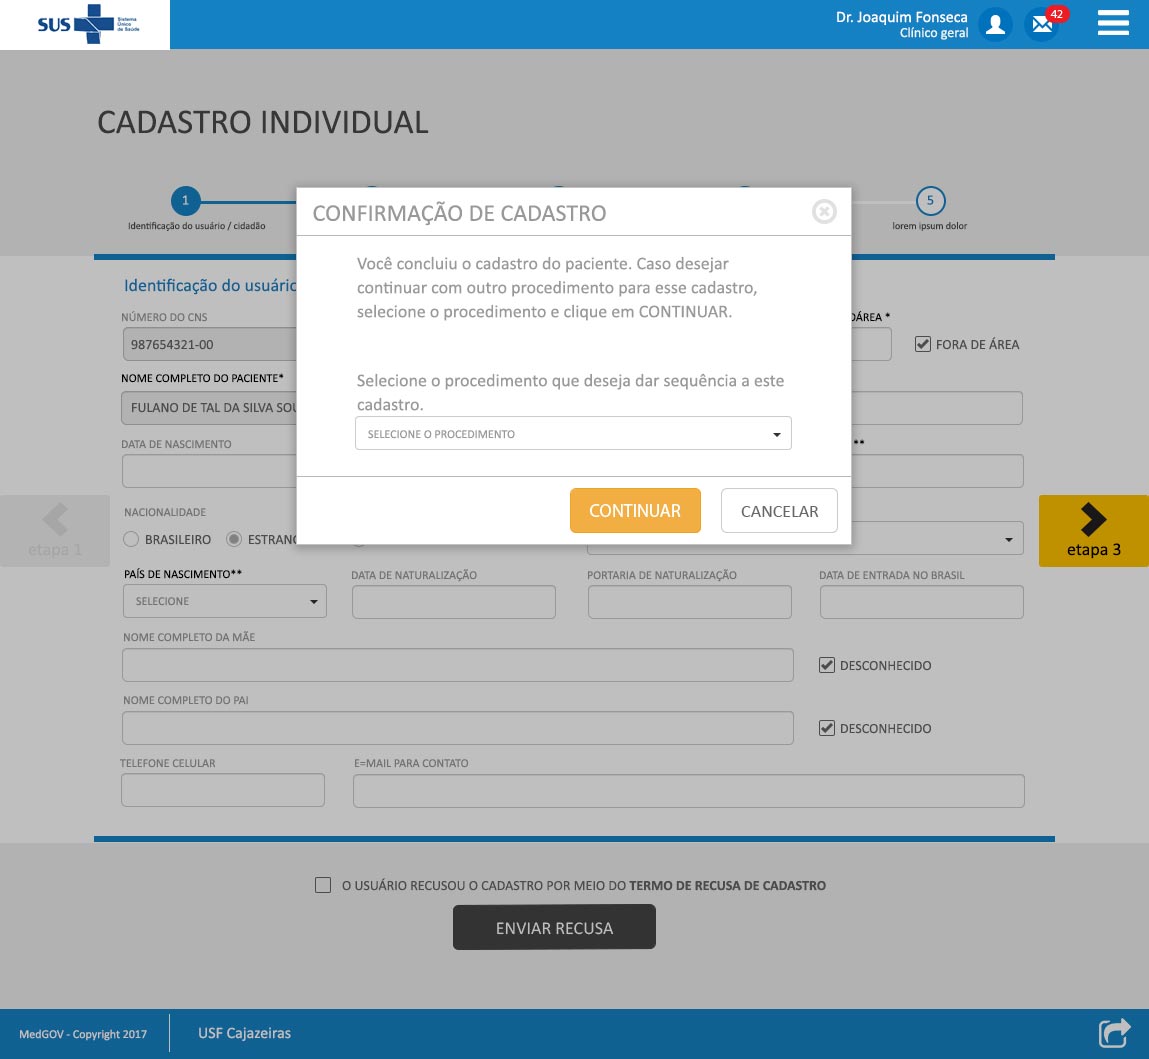 SUS
Sistema
Único
de Saúde
Dr. Joaquim Fonseca
Clínico geral
42
CADASTRO INDIVIDUAL
1
5
Identificação do usuário / cidadão
lorem ipsum dolor
CONFIRMAÇÃO DE CADASTRO
Você concluiu o cadastro do paciente. Caso desejar
continuar com outro procedimento para esse cadastro,
selecione o procedimento e clique em CONTINUAR.
Selecione o procedimento que deseja dar sequência a este
cadastro.
SELECIONE O PROCEDIMENTO
CONTINUAR
CANCELAR
Identificação do usuário
NÚMERO DO CNS
OÁREA *
987654321-00
FORA DE ÁREA
NOME COMPLETO DO PACIENTE*
FULANO DE TAL DA SILVA SOU
DATA DE NASCIMENTO
**
NACIONALIDADE
BRASILEIRO
ESTRANG
etapa 1
etapa 3
PAÍS DE NASCIMENTO**
DATA DE NATURALIZAÇÃO
PORTARIA DE NATURALIZAÇÃO
DATA DE ENTRADA NO BRASIL
SELECIONE
NOME COMPLETO DA MÃE
DESCONHECIDO
NOME COMPLETO DO PAI
DESCONHECIDO
TELEFONE CELULAR
E=MAIL PARA CONTATO
O USUÁRIO RECUSOU O CADASTRO POR MEIO DO TERMO DE RECUSA DE CADASTRO
ENVIAR RECUSA
MedGOV - Copyright 2017
USF Cajazeiras